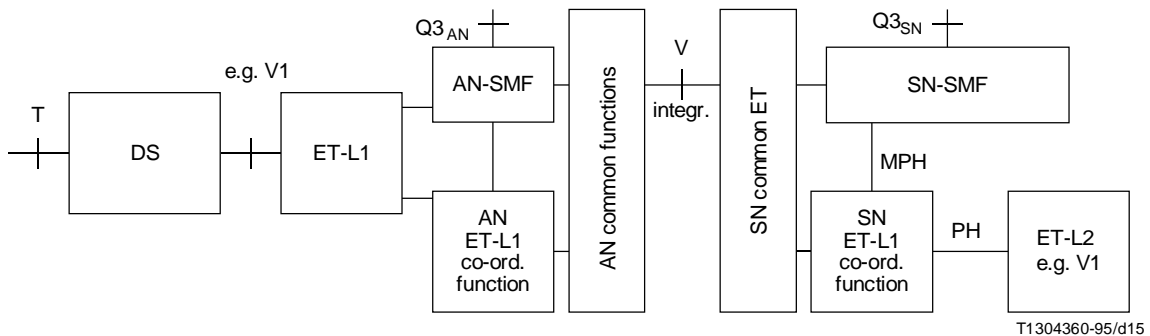 Q3AN
Q3SN
e.g. V1
V
T
AN-SMF
SN-SMF
integr.
DS
ET-L1
AN common functions
SN common ET
MPH
AN
ET-L1
co-ord.
function
SN
ET-L1
co-ord.
function
PH
ET-L2
e.g. V1
T1304360-95/d15